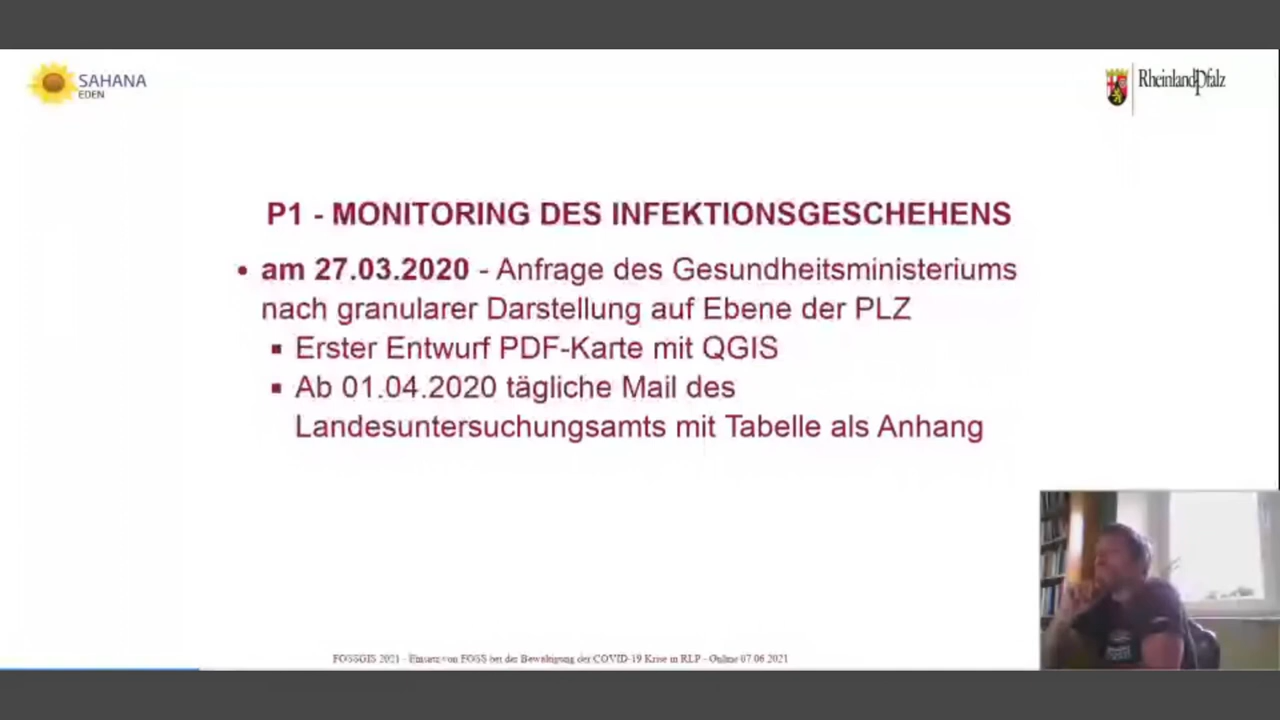 SAHANA
EDEN
RheinlandPfalz
P1 - MONITORING DES INFEKTIONSGESCHEHENS
• am 27.03.2020 - Anfrage des Gesundheitsministeriums
nach granularer Darstellung auf Ebene der PLZ
▪ Erster Entwurf PDF-Karte mit QGIS
▪ Ab 01.04.2020 tägliche Mail des
Landesuntersuchungsamts mit Tabelle als Anhang
FOSSGIS 2021 - Einsatz von FOSS bei der Bewältigung der COVID-19 Krise in RLP - Online 07.06.2021